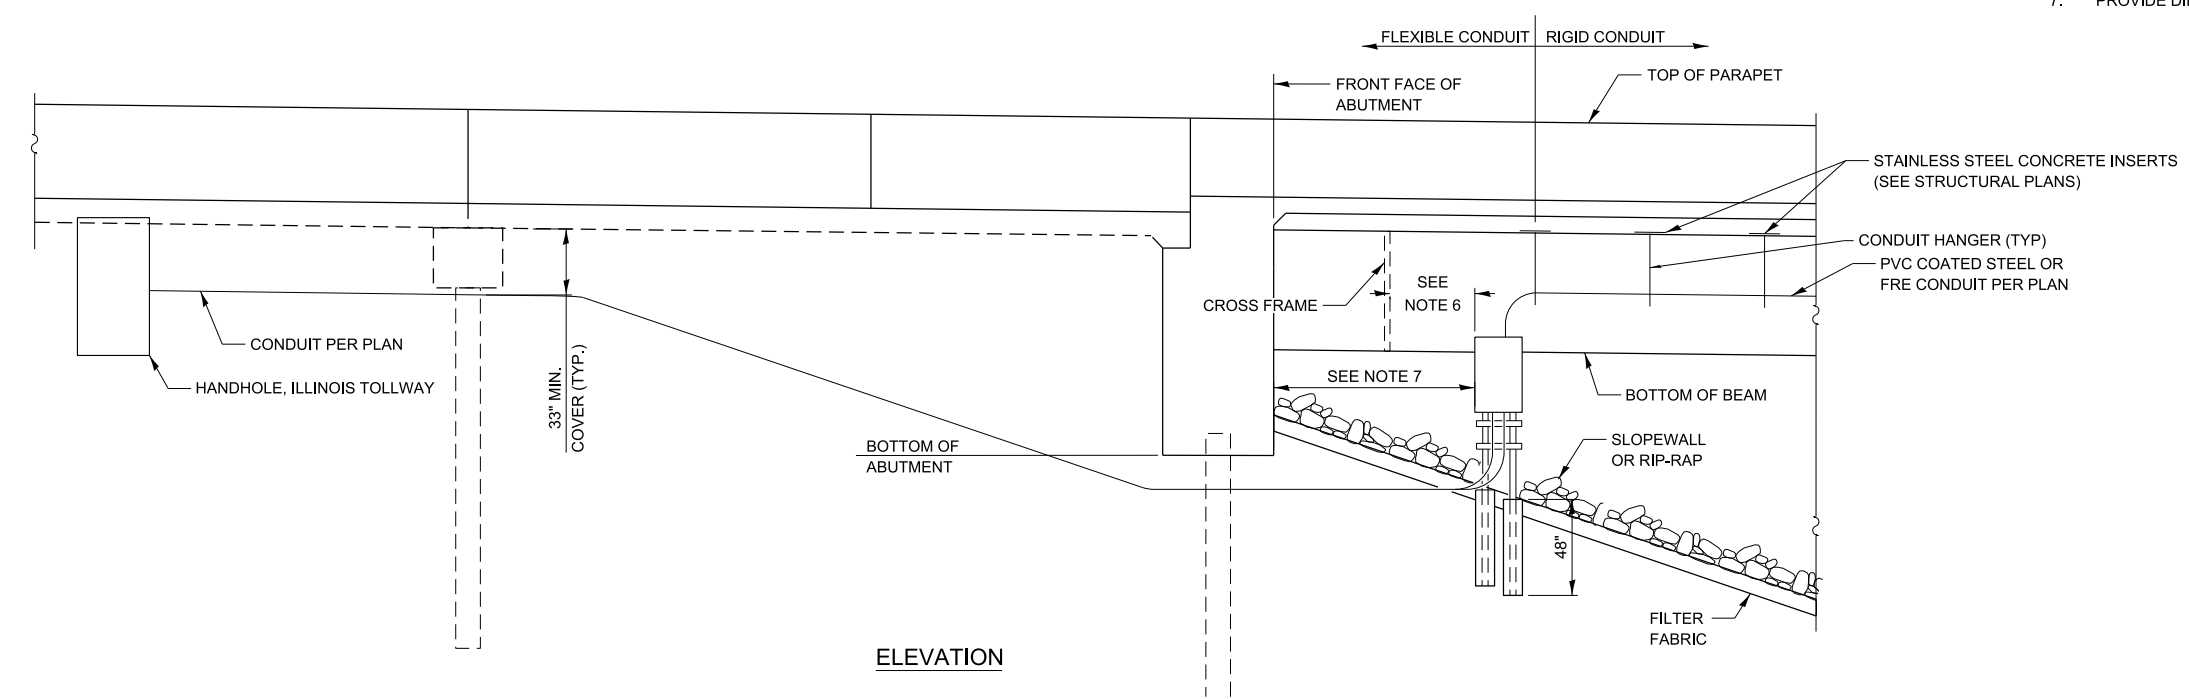 7. PROVIDE
FLEXIBLE CONDUIT
RIGID CONDUIT
TOP OF PARAPET
FRONT FACE OF
ABUTMENT
STAINLESS STEEL CONCRETE INSERTS
(SEE STRUCTURAL PLANS)
CONDUIT HANGER (TYP)
PVC COATED STEEL OR
FRE CONDUIT PER PLAN
SEE
NOTE 6
CROSS FRAME
CONDUIT PER PLAN
HANDHOLE, ILLINOIS TOLLWAY
33" MIN.
COVER (TYP.)
SEE NOTE 7
BOTTOM OF BEAM
BOTTOM OF
ABUTMENT
SLOPEWALL
OR RIP-RAP
48"
FILTER
FABRIC
ELEVATION